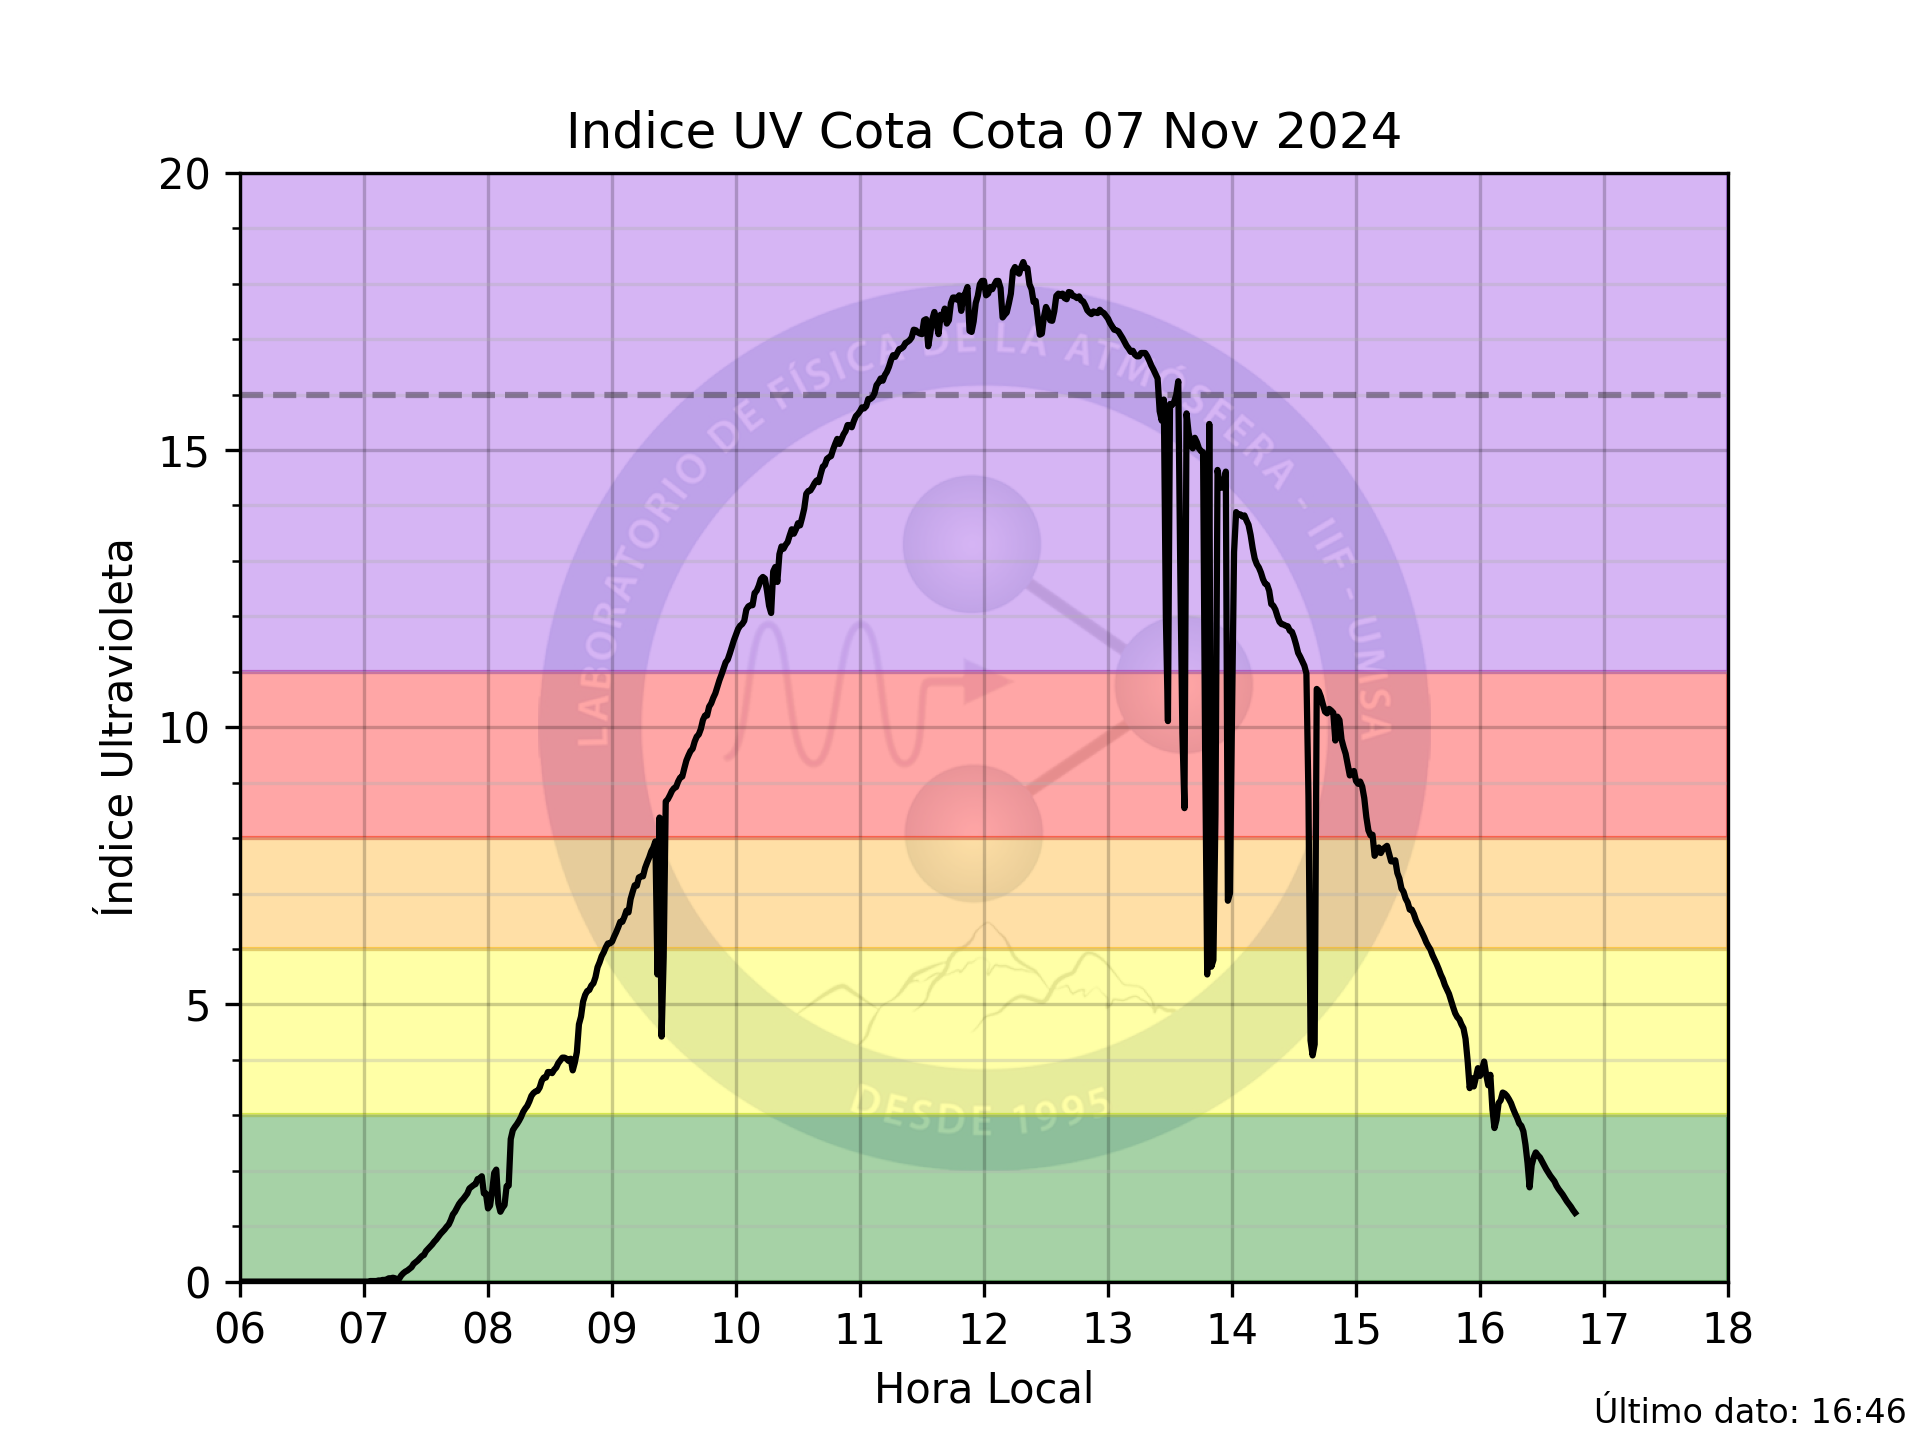 Indice UV Cota Cota 07 Nov 2024
20
15
10
5
0
Índice Ultravioleta
LABORATORIO DE FÍSICA DE LA ATMÓSFERA - IIF - UMSA
DESDE 1995
06 07 08 09 10 11 12 13 14 15 16 17 18
Hora Local
Último dato: 16:46